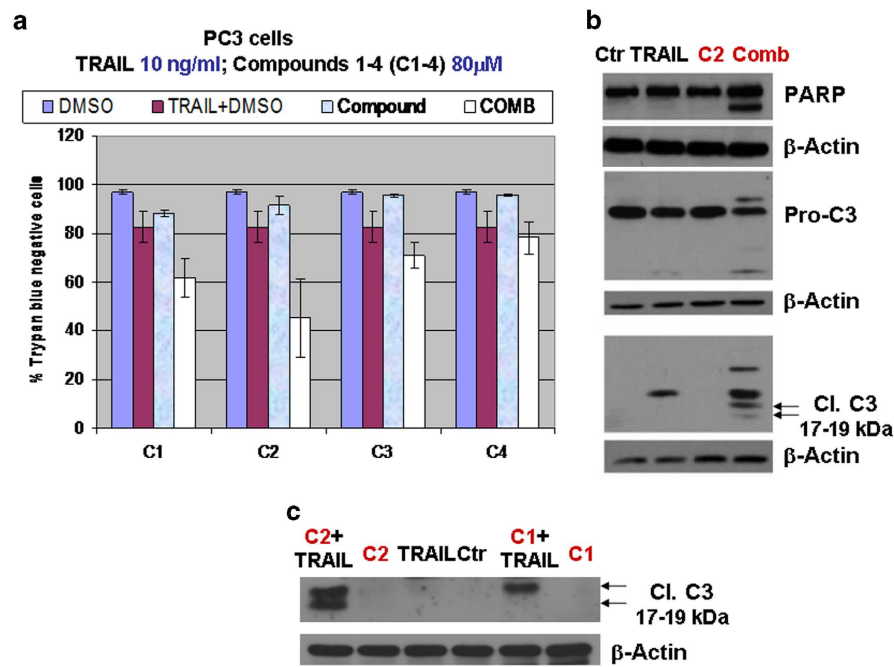 a
PC3 cells
TRAIL 10 ng/ml; Compounds 1-4 (C1-4) 80μM
DMSO TRAIL+DMSO Compound COMB
% Trypan blue negative cells
120
100
80
60
40
20
0
C1 C2 C3 C4
b
Ctr TRAIL C2 Comb
PARP
β-Actin
Pro-C3
β-Actin
Cl. C3
17-19 kDa
β-Actin
c
C2+ TRAIL C2 TRAIL Ctr C1+ TRAIL C1
Cl. C3
17-19 kDa
β-Actin